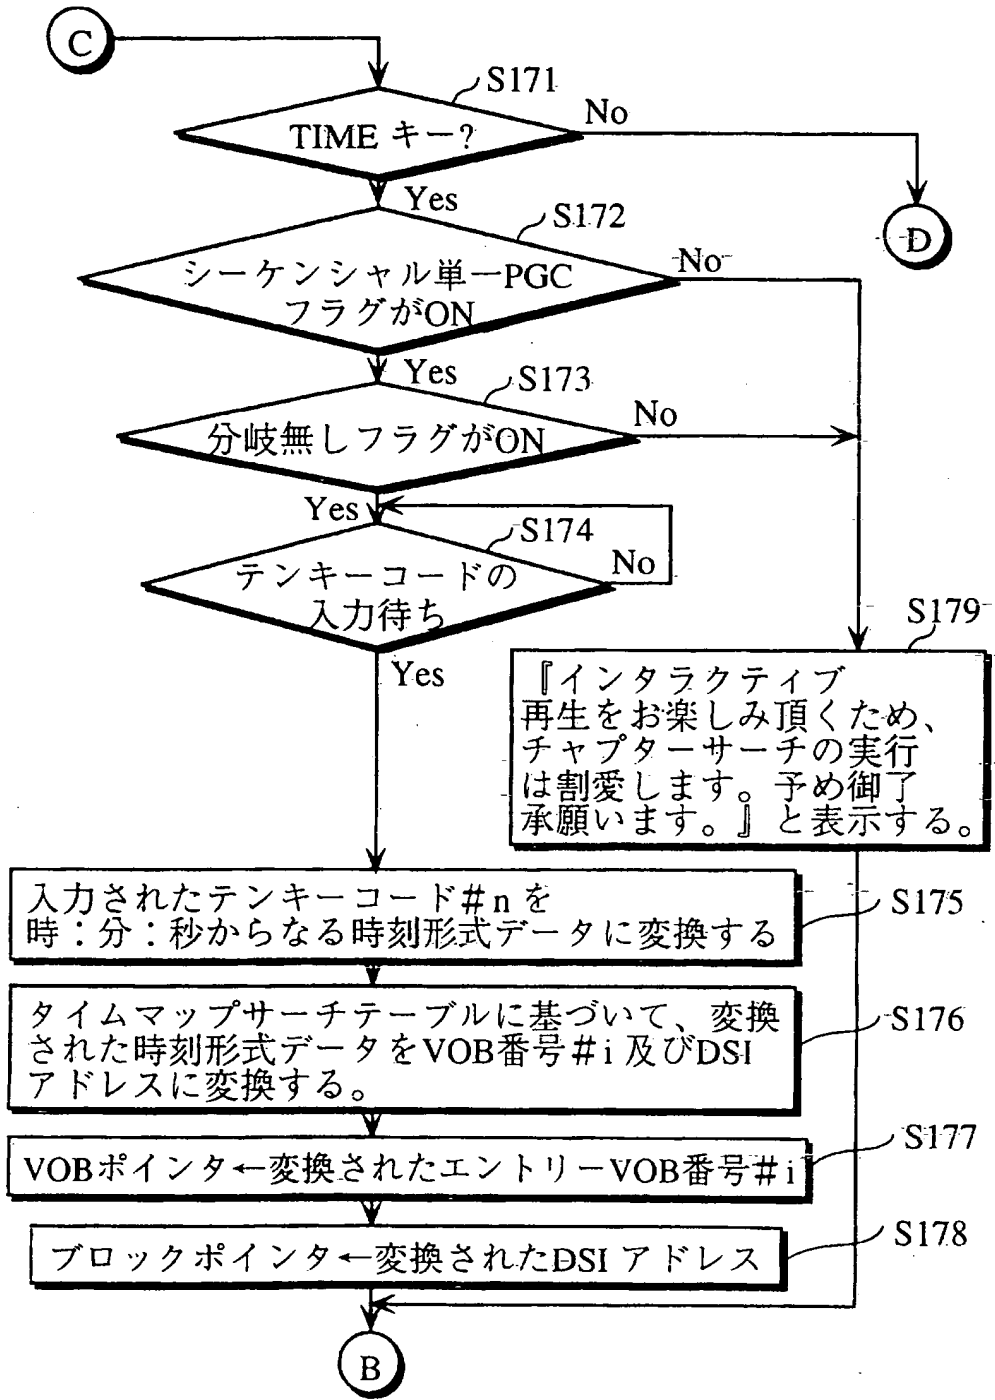 C
S171
TIME キー?
No
Yes
D
S172
シーケンシャル単一PGC
フラグがON
No
Yes
S173
分岐無しフラグがON
No
Yes
S174
テンキーコードの
入力待ち
No
Yes
S179
『インタラクティブ
再生をお楽しみ頂くため、
チャプターサーチの実行
は割愛します。予め御了
承願います。』と表示する。
入力されたテンキーコード#nを
時:分:秒からなる時刻形式データに変換する
S175
タイムマップサーチテーブルに基づいて、変換
された時刻形式データをVOB番号#i 及びDSI
アドレスに変換する。
S176
VOBポインタ←変換されたエントリーVOB番号#i
S177
ブロックポインタ←変換されたDSI アドレス
S178
B